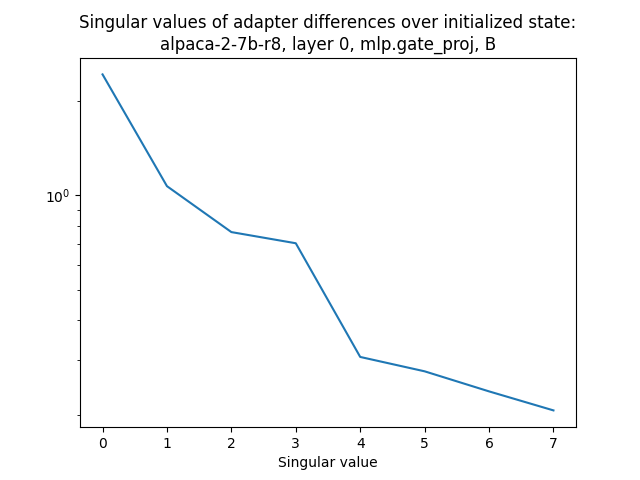 Singular values of adapter differences over initialized state:
alpaca-2-7b-r8, layer 0, mlp.gate_proj, B
10⁰
0 1 2 3 4 5 6 7
Singular value